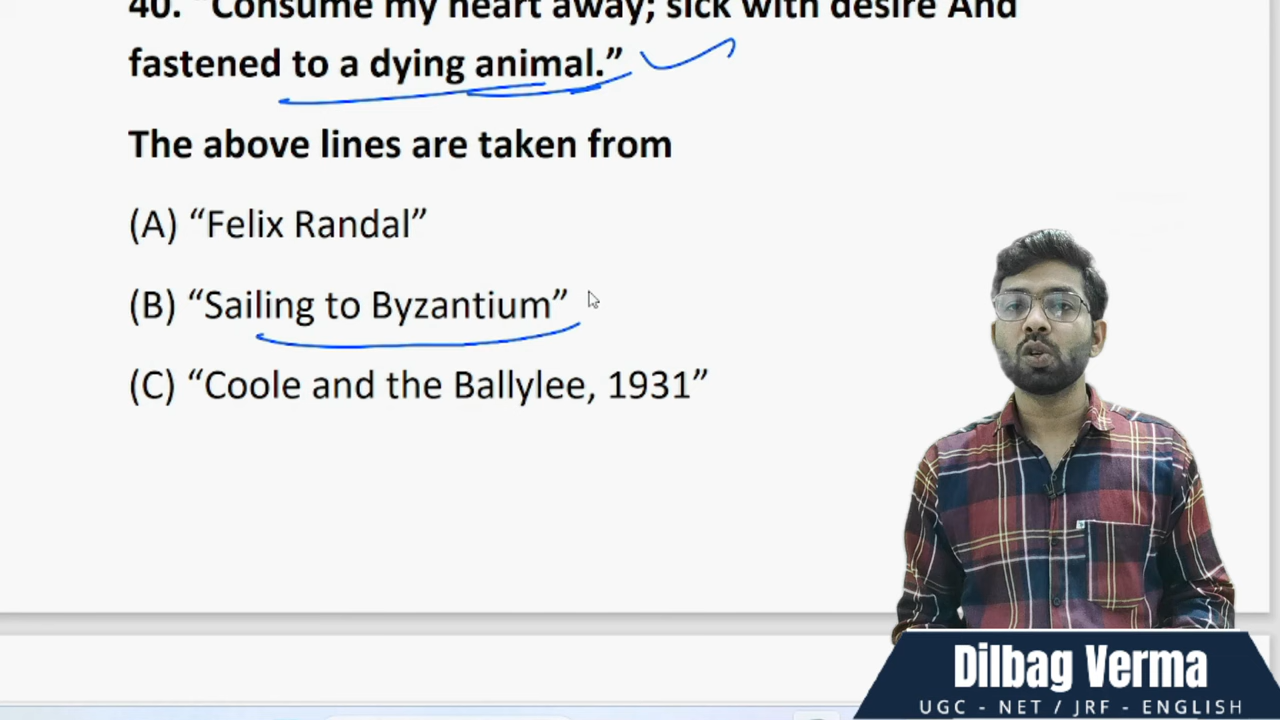 40. “Consume my heart away; sick with desire And
fastened to a dying animal.”
The above lines are taken from
(A) “Felix Randal”
(B) “Sailing to Byzantium”
(C) “Coole and the Ballylee, 1931”
Dilbag Verma
UGC - NET / JRF - ENGLISH